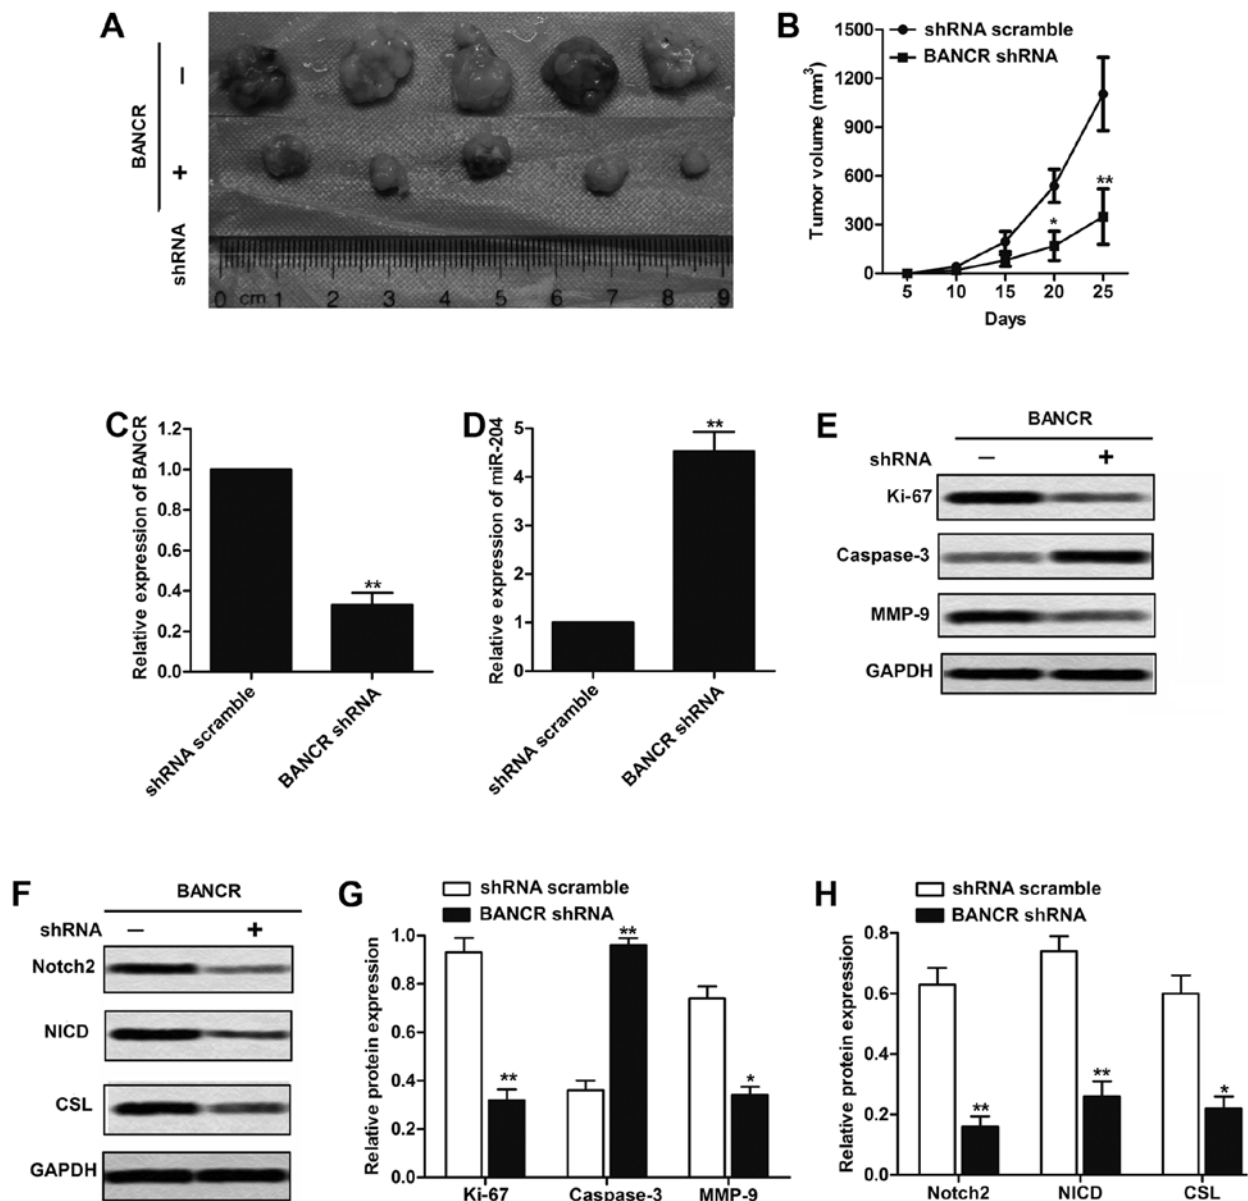 A
BANCR
–
+
shRNA
0 cm 1 2 3 4 5 6 7 8 9
B
shRNA scramble
BANCR shRNA
Tumor volume (mm³)
1500
1200
900
600
300
0
*
**
5 10 15 20 25
Days
C
Relative expression of BANCR
1.2
1.0
0.8
0.6
0.4
0.2
0.0
**
shRNA scramble
BANCR shRNA
D
Relative expression of miR-204
5
4
3
2
1
0
**
shRNA scramble
BANCR shRNA
E
BANCR
shRNA – +
Ki-67
Caspase-3
MMP-9
GAPDH
F
BANCR
shRNA – +
Notch2
NICD
CSL
GAPDH
G
shRNA scramble
BANCR shRNA
Relative protein expression
1.0
0.8
0.6
0.4
0.2
0.0
**
**
*
Ki-67 Caspase-3 MMP-9
H
shRNA scramble
BANCR shRNA
Relative protein expression
0.8
0.6
0.4
0.2
0.0
**
**
*
Notch2 NICD CSL